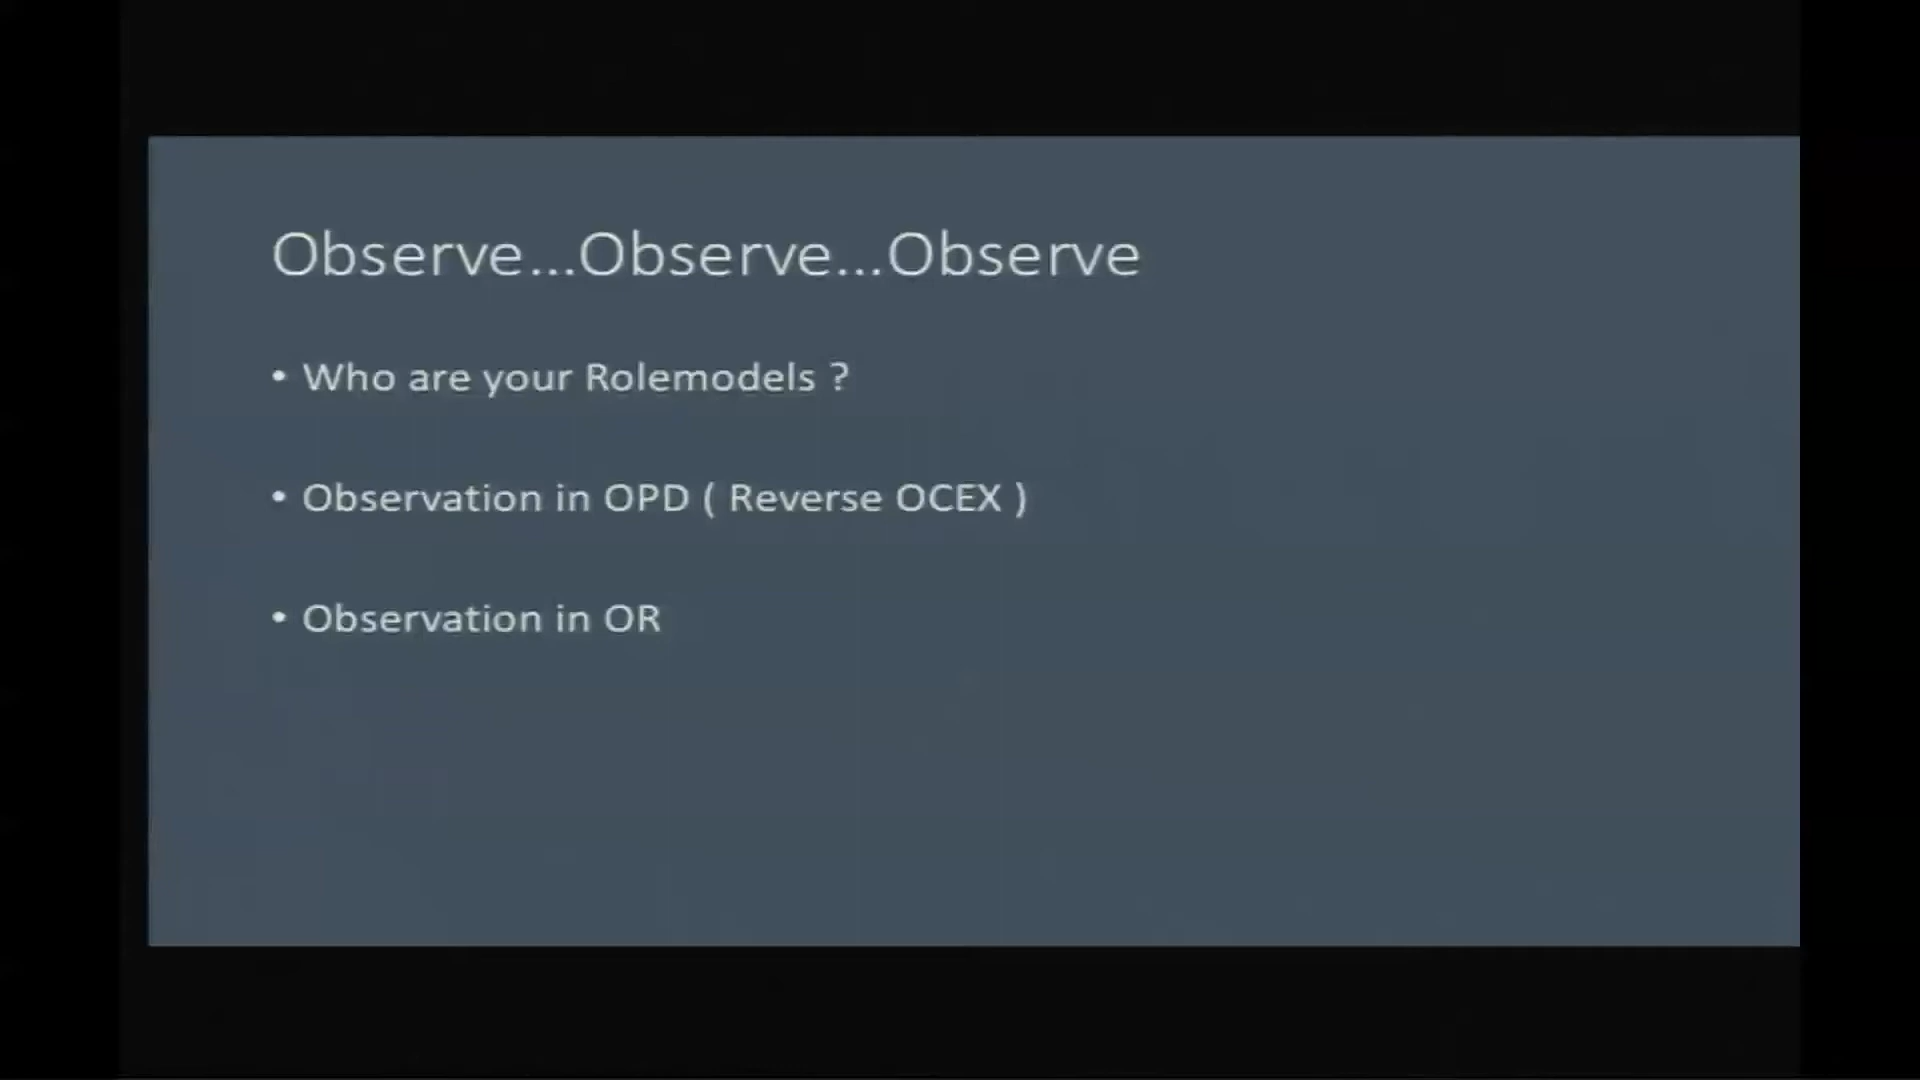 Observe...Observe...Observe
• Who are your Rolemodels ?
• Observation in OPD ( Reverse OCEX )
• Observation in OR